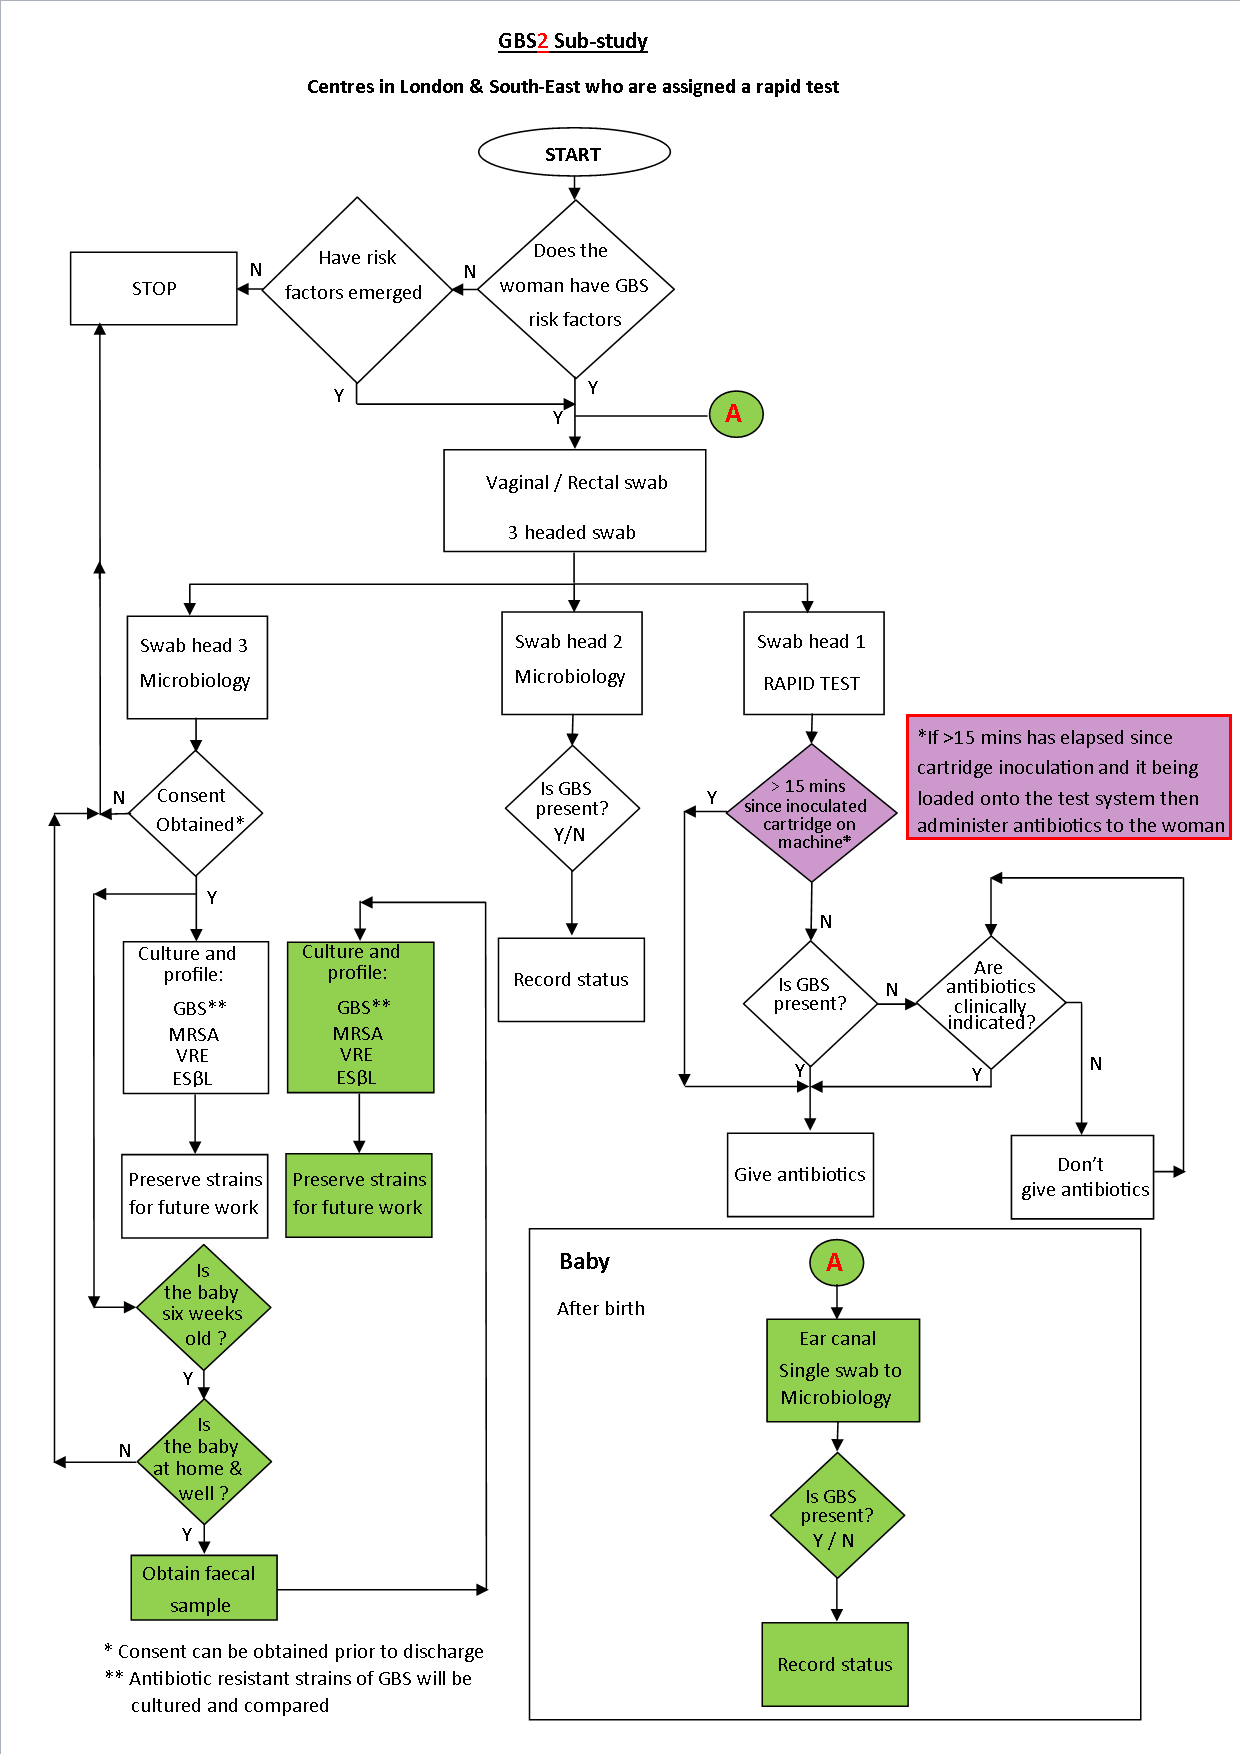 GBS2 Sub-study
Centres in London & South-East who are assigned a rapid test
START
Does the
woman have GBS
risk factors
N
Have risk
factors emerged
N
STOP
Y
Y
Y
A
Vaginal / Rectal swab
3 headed swab
Swab head 3
Microbiology
Swab head 2
Microbiology
Swab head 1
RAPID TEST
*If >15 mins has elapsed since
cartridge inoculation and it being
loaded onto the test system then
administer antibiotics to the woman
N
Consent
Obtained*
Y
Is GBS
present?
Y/N
Record status
Y
> 15 mins
since inoculated
cartridge on
machine*
N
Is GBS
present?
N
Are
antibiotics
clinically
indicated?
Y
Y
N
Give antibiotics
Don't
give antibiotics
Culture and
profile:
GBS**
MRSA
VRE
ESβL
Culture and
profile:
GBS**
MRSA
VRE
ESβL
Preserve strains
for future work
Preserve strains
for future work
Is
the baby
six weeks
old ?
Y
Is
the baby
at home &
well ?
N
Y
Obtain faecal
sample
Baby
After birth
A
Ear canal
Single swab to
Microbiology
Is GBS
present?
Y / N
Record status
* Consent can be obtained prior to discharge
** Antibiotic resistant strains of GBS will be
cultured and compared